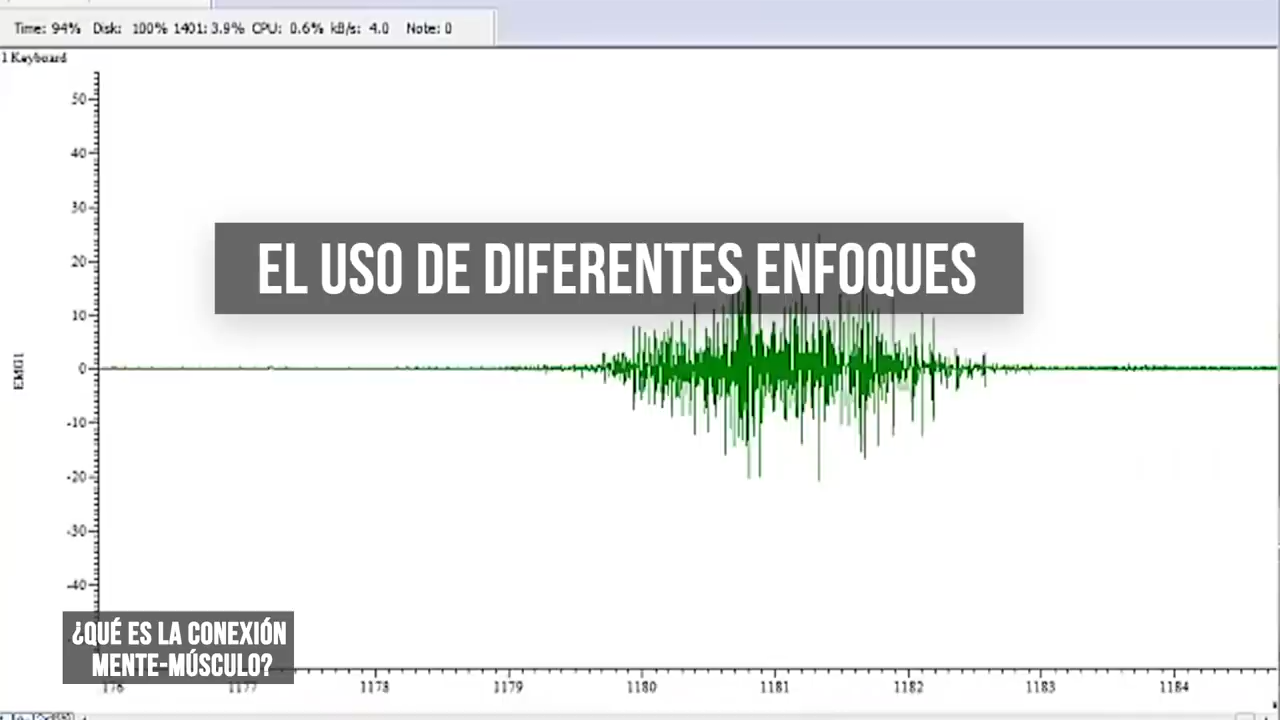 Time: 94% Disk: 100% 1401: 3.9% CPU: 0.6% kB/s: 4.0 Note: 0
1 Keyboard
50
40
30
EL USO DE DIFERENTES ENFOQUES
20
10
EMG1
0
-10
-20
-30
-40
¿QUÉ ES LA CONEXIÓN
MENTE-MÚSCULO?
176 1177 1178 1179 1180 1181 1182 1183 1184